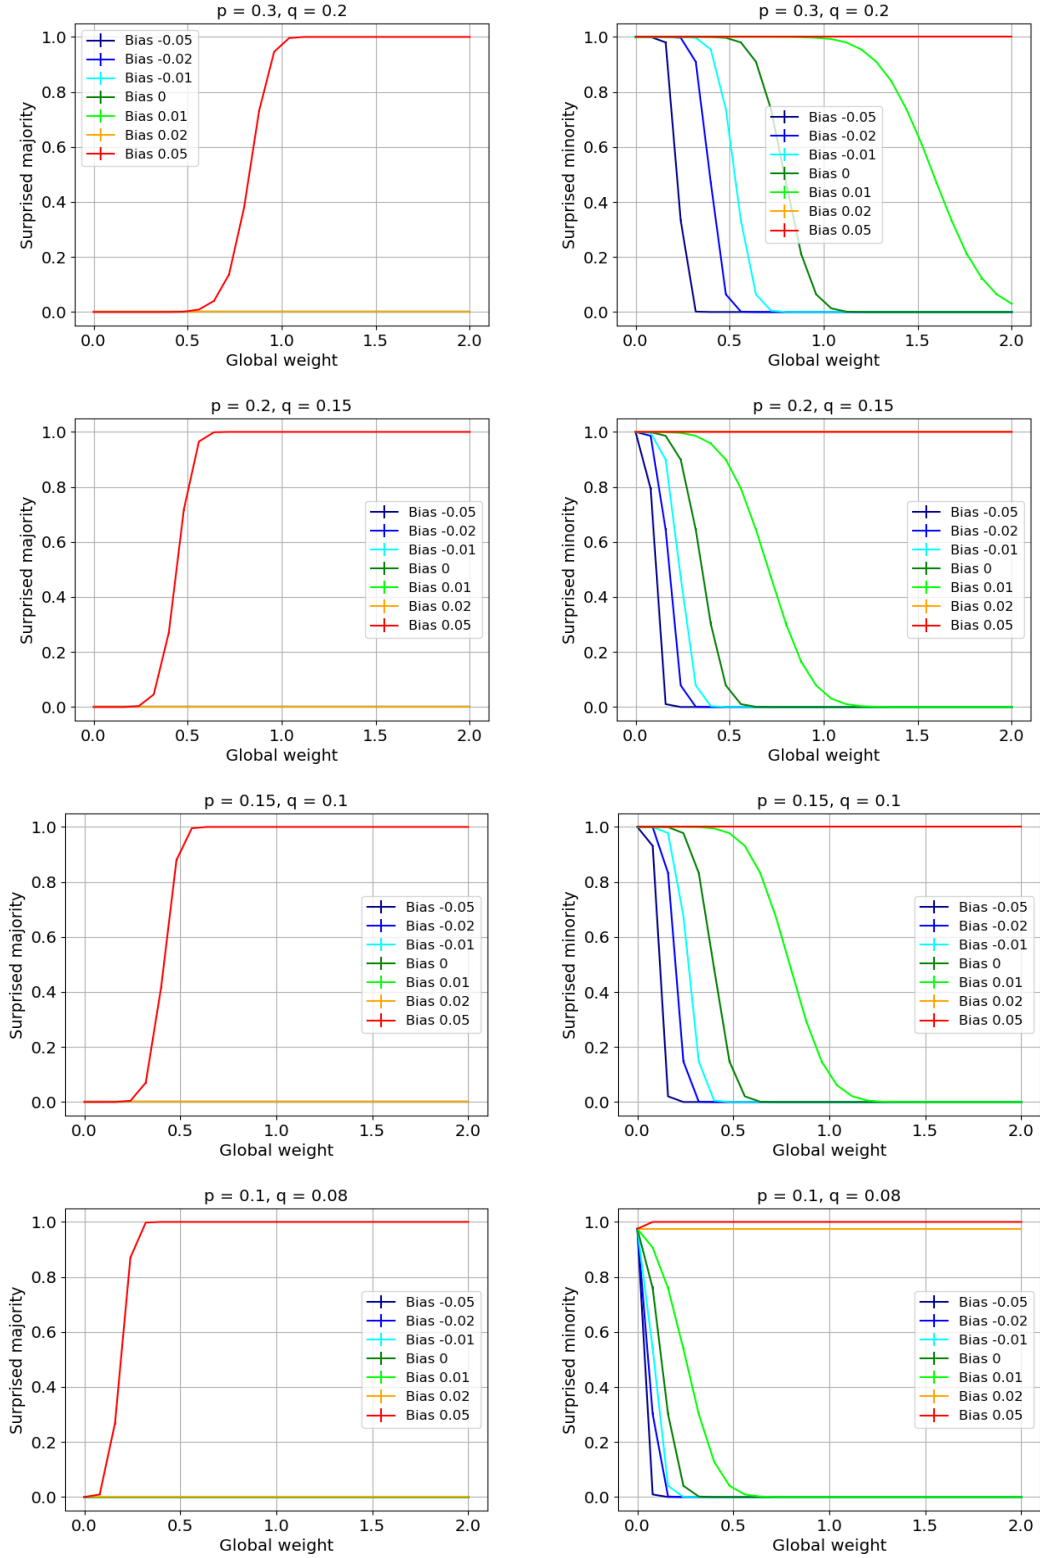 p = 0.3, q = 0.2
Surprised majority
1.0
0.8
0.6
0.4
0.2
0.0
Bias -0.05
Bias -0.02
Bias -0.01
Bias 0
Bias 0.01
Bias 0.02
Bias 0.05
0.0 0.5 1.0 1.5 2.0
Global weight
p = 0.3, q = 0.2
Surprised minority
1.0
0.8
0.6
0.4
0.2
0.0
Bias -0.05
Bias -0.02
Bias -0.01
Bias 0
Bias 0.01
Bias 0.02
Bias 0.05
0.0 0.5 1.0 1.5 2.0
Global weight
p = 0.2, q = 0.15
Surprised majority
1.0
0.8
0.6
0.4
0.2
0.0
Bias -0.05
Bias -0.02
Bias -0.01
Bias 0
Bias 0.01
Bias 0.02
Bias 0.05
0.0 0.5 1.0 1.5 2.0
Global weight
p = 0.2, q = 0.15
Surprised minority
1.0
0.8
0.6
0.4
0.2
0.0
Bias -0.05
Bias -0.02
Bias -0.01
Bias 0
Bias 0.01
Bias 0.02
Bias 0.05
0.0 0.5 1.0 1.5 2.0
Global weight
p = 0.15, q = 0.1
Surprised majority
1.0
0.8
0.6
0.4
0.2
0.0
Bias -0.05
Bias -0.02
Bias -0.01
Bias 0
Bias 0.01
Bias 0.02
Bias 0.05
0.0 0.5 1.0 1.5 2.0
Global weight
p = 0.15, q = 0.1
Surprised minority
1.0
0.8
0.6
0.4
0.2
0.0
Bias -0.05
Bias -0.02
Bias -0.01
Bias 0
Bias 0.01
Bias 0.02
Bias 0.05
0.0 0.5 1.0 1.5 2.0
Global weight
p = 0.1, q = 0.08
Surprised majority
1.0
0.8
0.6
0.4
0.2
0.0
Bias -0.05
Bias -0.02
Bias -0.01
Bias 0
Bias 0.01
Bias 0.02
Bias 0.05
0.0 0.5 1.0 1.5 2.0
Global weight
p = 0.1, q = 0.08
Surprised minority
1.0
0.8
0.6
0.4
0.2
0.0
Bias -0.05
Bias -0.02
Bias -0.01
Bias 0
Bias 0.01
Bias 0.02
Bias 0.05
0.0 0.5 1.0 1.5 2.0
Global weight